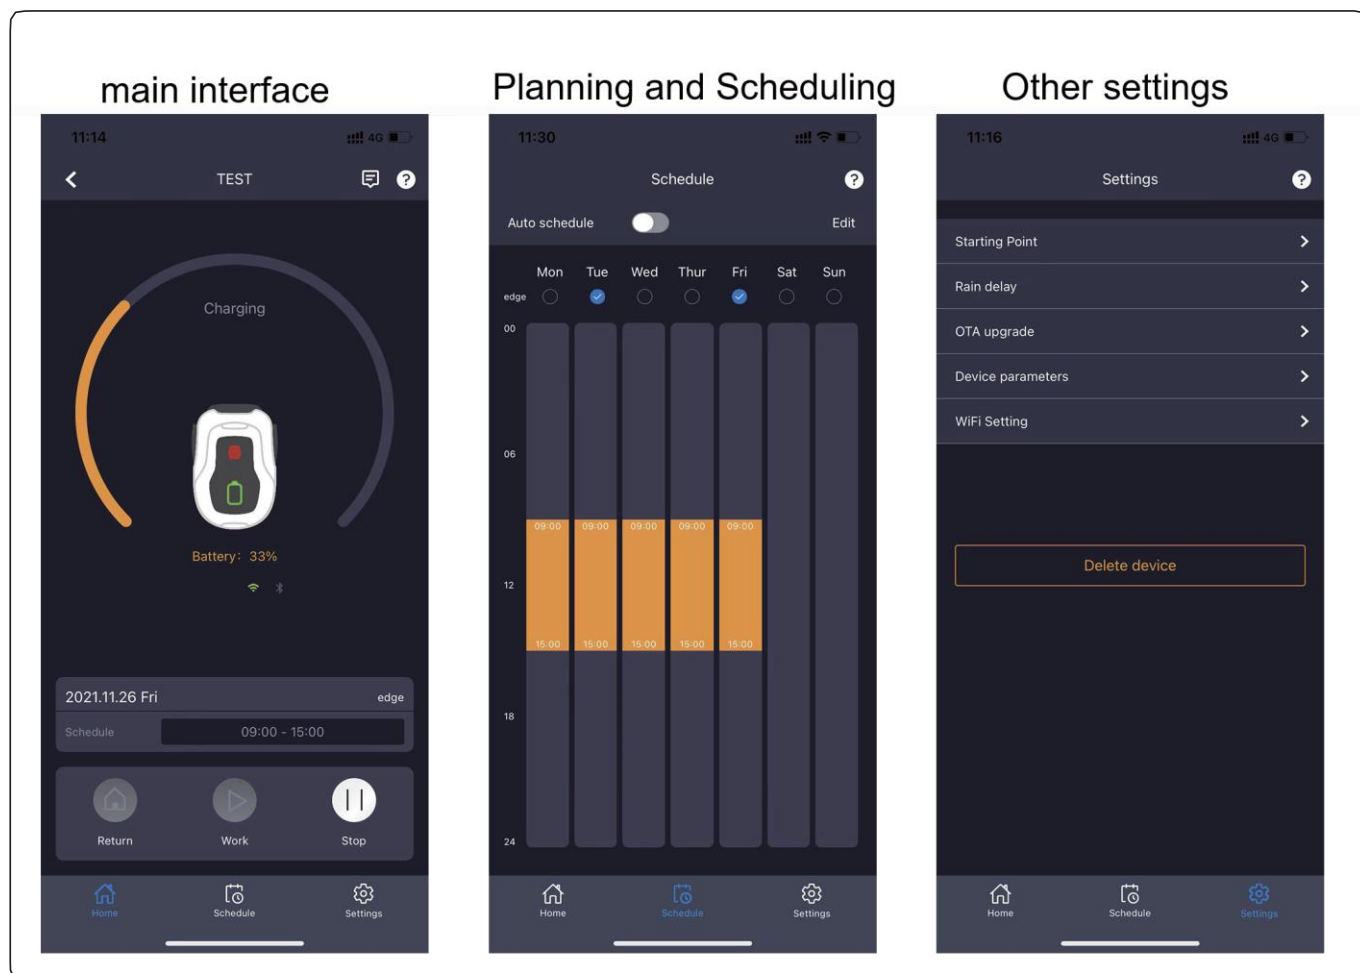 main interface
11:14
4G
TEST
?
Charging
Battery: 33%
2021.11.26 Fri
edge
Schedule
09:00 - 15:00
Return
Work
Stop
Home
Schedule
Settings
Planning and Scheduling
11:30
Schedule
?
Auto schedule
Edit
Mon Tue Wed Thur Fri Sat Sun
edge
00
06
09:00 09:00 09:00 09:00 09:00
12
15:00 15:00 15:00 15:00 15:00
18
24
Home
Schedule
Settings
Other settings
11:16
4G
Settings
?
Starting Point
Rain delay
OTA upgrade
Device parameters
WiFi Setting
Delete device
Home
Schedule
Settings